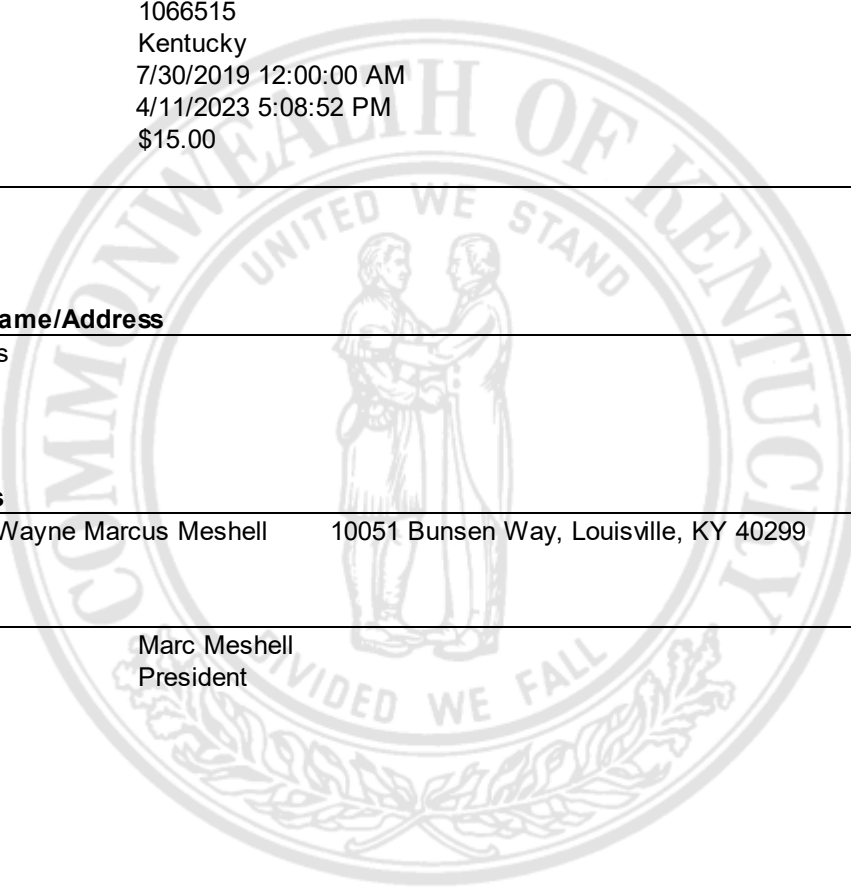 1066515
Kentucky
7/30/2019 12:00:00 AM
4/11/2023 5:08:52 PM
$15.00
COMMONWEALTH OF KENTUCKY
UNITED WE STAND
ame/Address
s
s
Wayne Marcus Meshell 10051 Bunsen Way, Louisville, KY 40299
Marc Meshell
President
DIVIDED WE FALL